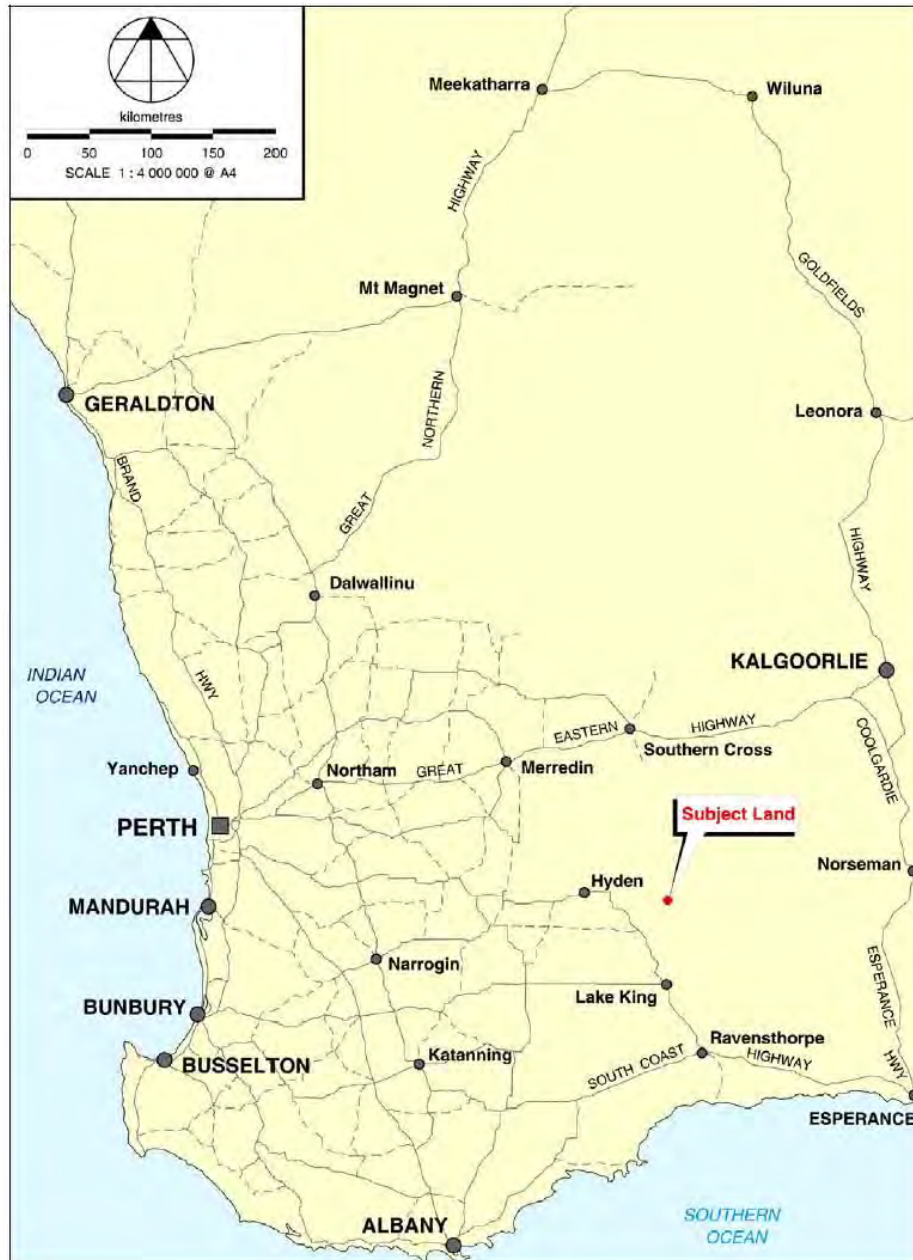 kilometres
0 50 100 150 200
SCALE 1 : 4 000 000 @ A4
Meekatharra
Wiluna
HIGHWAY
GOLDFIELDS
Mt Magnet
GERALDTON
Leonora
NORTHERN
BRAND
GREAT
HIGHWAY
Dalwallinu
KALGOORLIE
INDIAN
OCEAN
HWY
EASTERN
HIGHWAY
Southern Cross
COOLGARDIE
Yanchep
Northam
GREAT
Merredin
Subject Land
PERTH
Norseman
Hyden
MANDURAH
Narrogin
ESPERANCE
Lake King
BUNBURY
Ravensthorpe
BUSSELTON
Katanning
SOUTH COAST
HIGHWAY
HWY
ESPERANCE
SOUTHERN
OCEAN
ALBANY